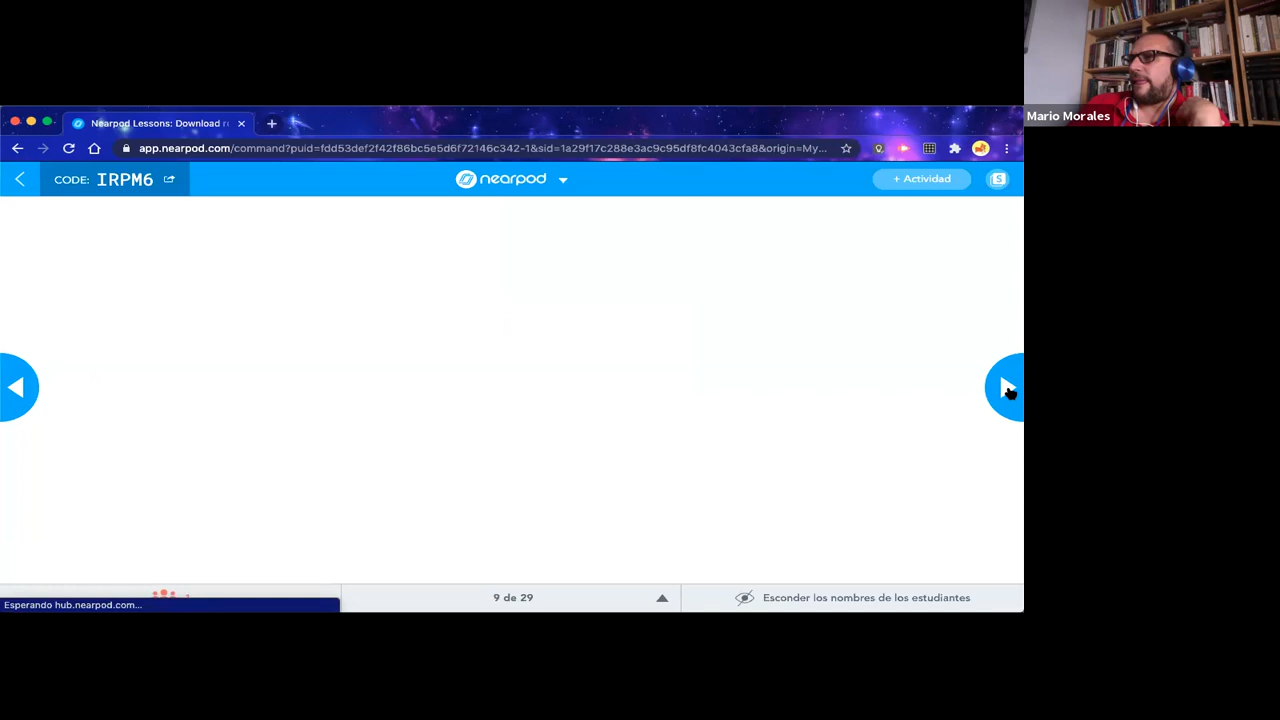 Mario Morales
Nearpod Lessons: Download r
app.nearpod.com/command?puid=fdd53def2f42f86bc5e5d6f72146c342-1&sid=1a29f17c288e3ac9c95df8fc4043cfa8&origin=My...
CODE: IRPM6
nearpod
+ Actividad
S
9 de 29
Esconder los nombres de los estudiantes
Esperando hub.nearpod.com...